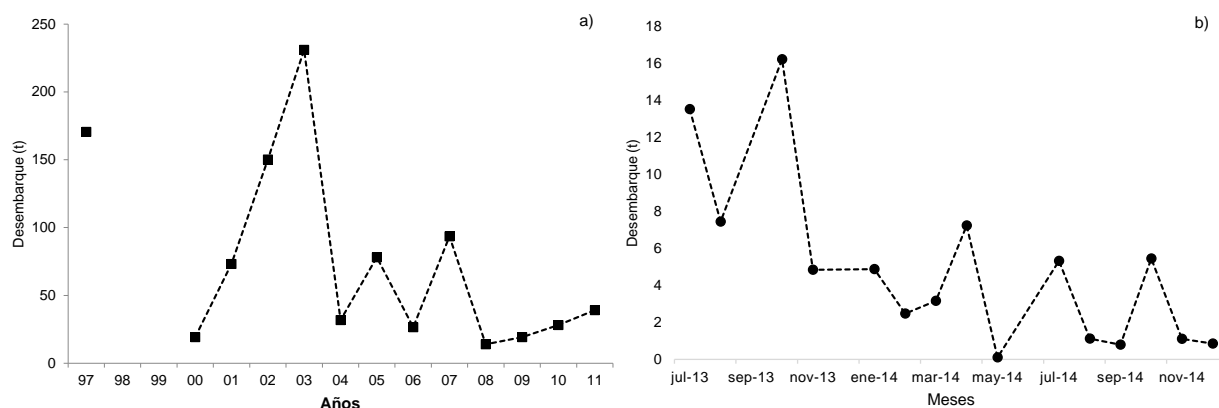 a)
250
200
150
100
50
0
Desembarque (t)
97 98 99 00 01 02 03 04 05 06 07 08 09 10 11
Años
b)
18
16
14
12
10
8
6
4
2
0
Desembarque (t)
jul-13 sep-13 nov-13 ene-14 mar-14 may-14 jul-14 sep-14 nov-14
Meses